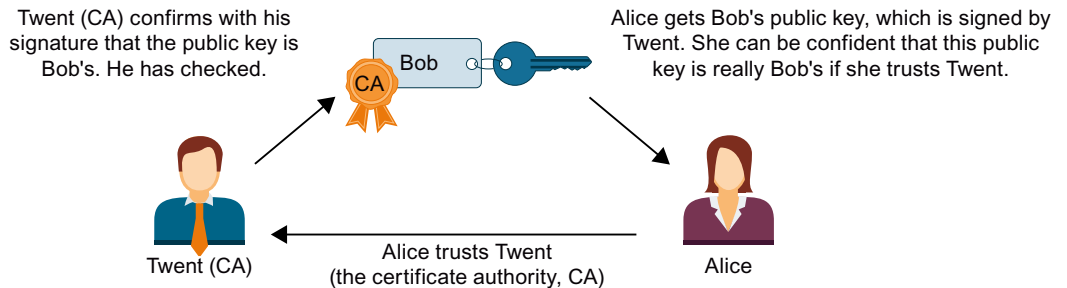 Twent (CA) confirms with his
signature that the public key is
Bob's. He has checked.
Bob
CA
Alice gets Bob's public key, which is signed by
Twent. She can be confident that this public
key is really Bob's if she trusts Twent.
Twent (CA)
Alice trusts Twent
(the certificate authority, CA)
Alice